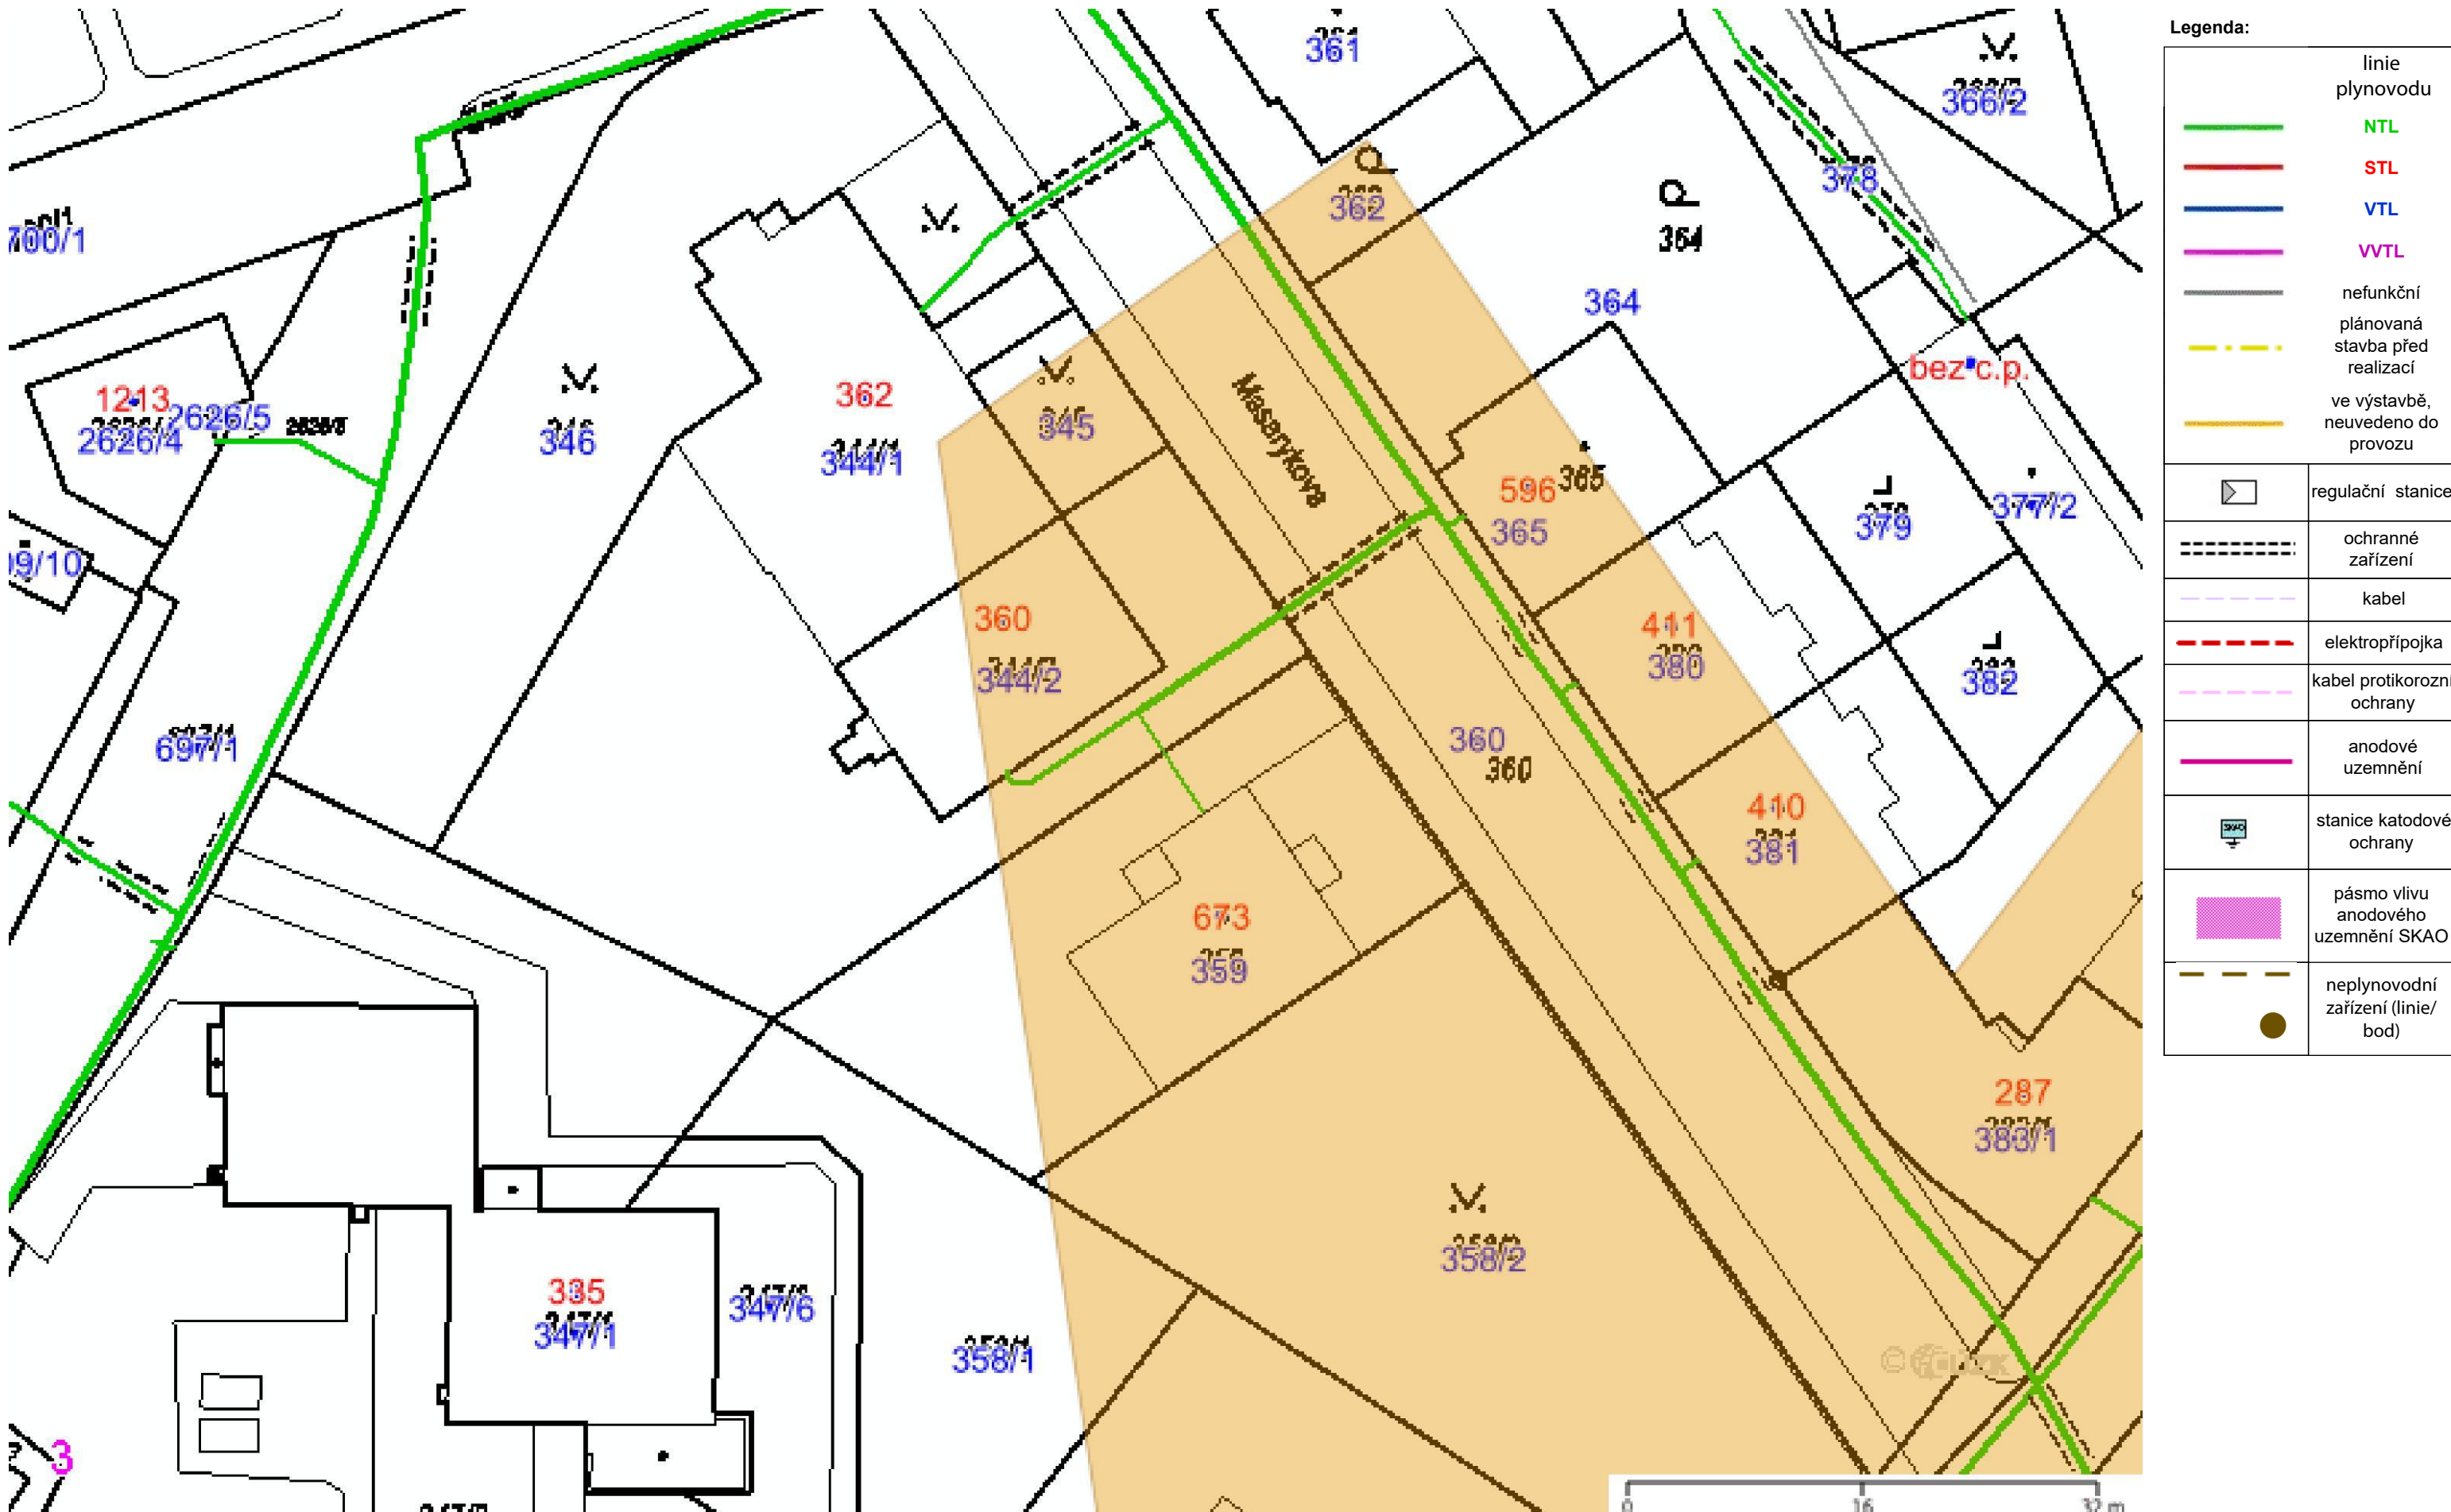 Legenda:
linie
plynovodu
NTL
STL
VTL
VVTL
nefunkční
plánovaná
stavba před
realizací
ve výstavbě,
neuvedeno do
provozu
regulační stanice
ochranné
zařízení
kabel
elektropřípojka
kabel protikorozní
ochrany
anodové
uzemnění
SKAO
stanice katodové
ochrany
pásmo vlivu
anodového
uzemnění SKAO
neplynovodní
zařízení (linie/
bod)
361
366/2
378
362
700/1
364
364
bez č.p.
1213
2626/5
2626/4
346
362
344/1
345
Masarykova
596
365
365
379
377/2
99/10
360
344/2
411
380
382
697/1
360
360
410
381
673
359
287
383/1
358/2
335
347/1
347/6
358/1
3
0 16 32 m